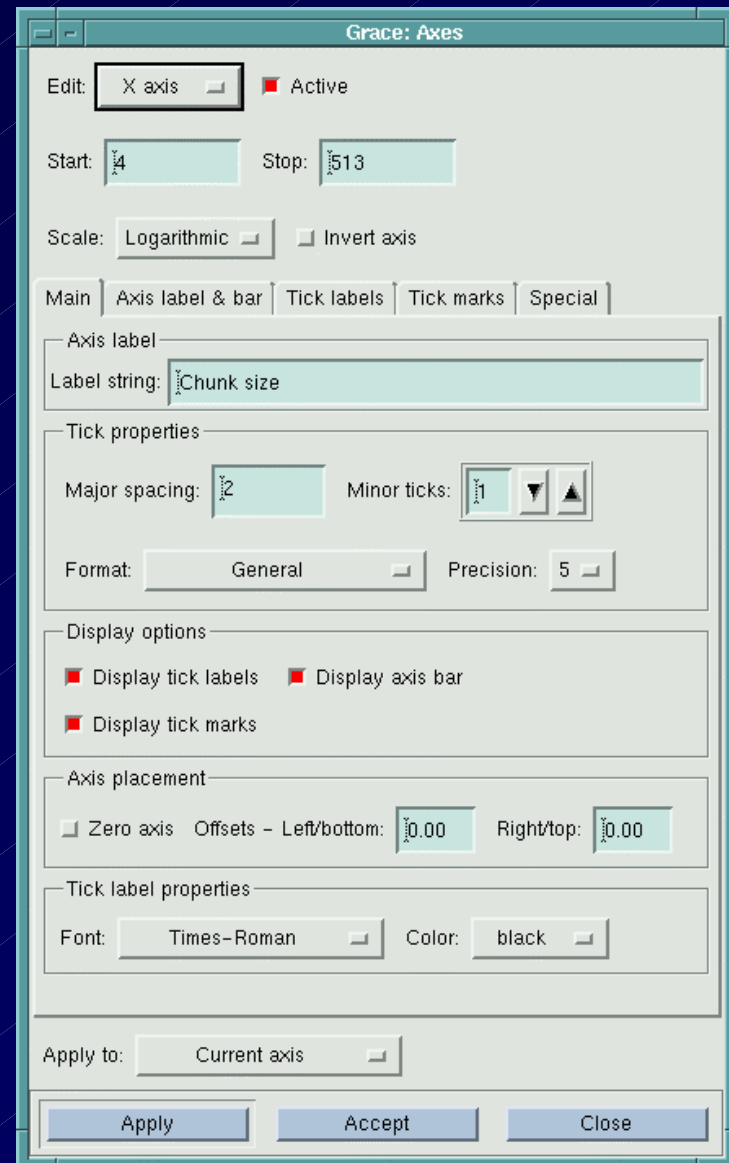 Grace: Axes
Edit: X axis Active
Start: 4 Stop: 513
Scale: Logarithmic Invert axis
Main Axis label & bar Tick labels Tick marks Special
Axis label
Label string: Chunk size
Tick properties
Major spacing: 2 Minor ticks: 1
Format: General Precision: 5
Display options
Display tick labels Display axis bar
Display tick marks
Axis placement
Zero axis Offsets - Left/bottom: 0.00 Right/top: 0.00
Tick label properties
Font: Times-Roman Color: black
Apply to: Current axis
Apply Accept Close